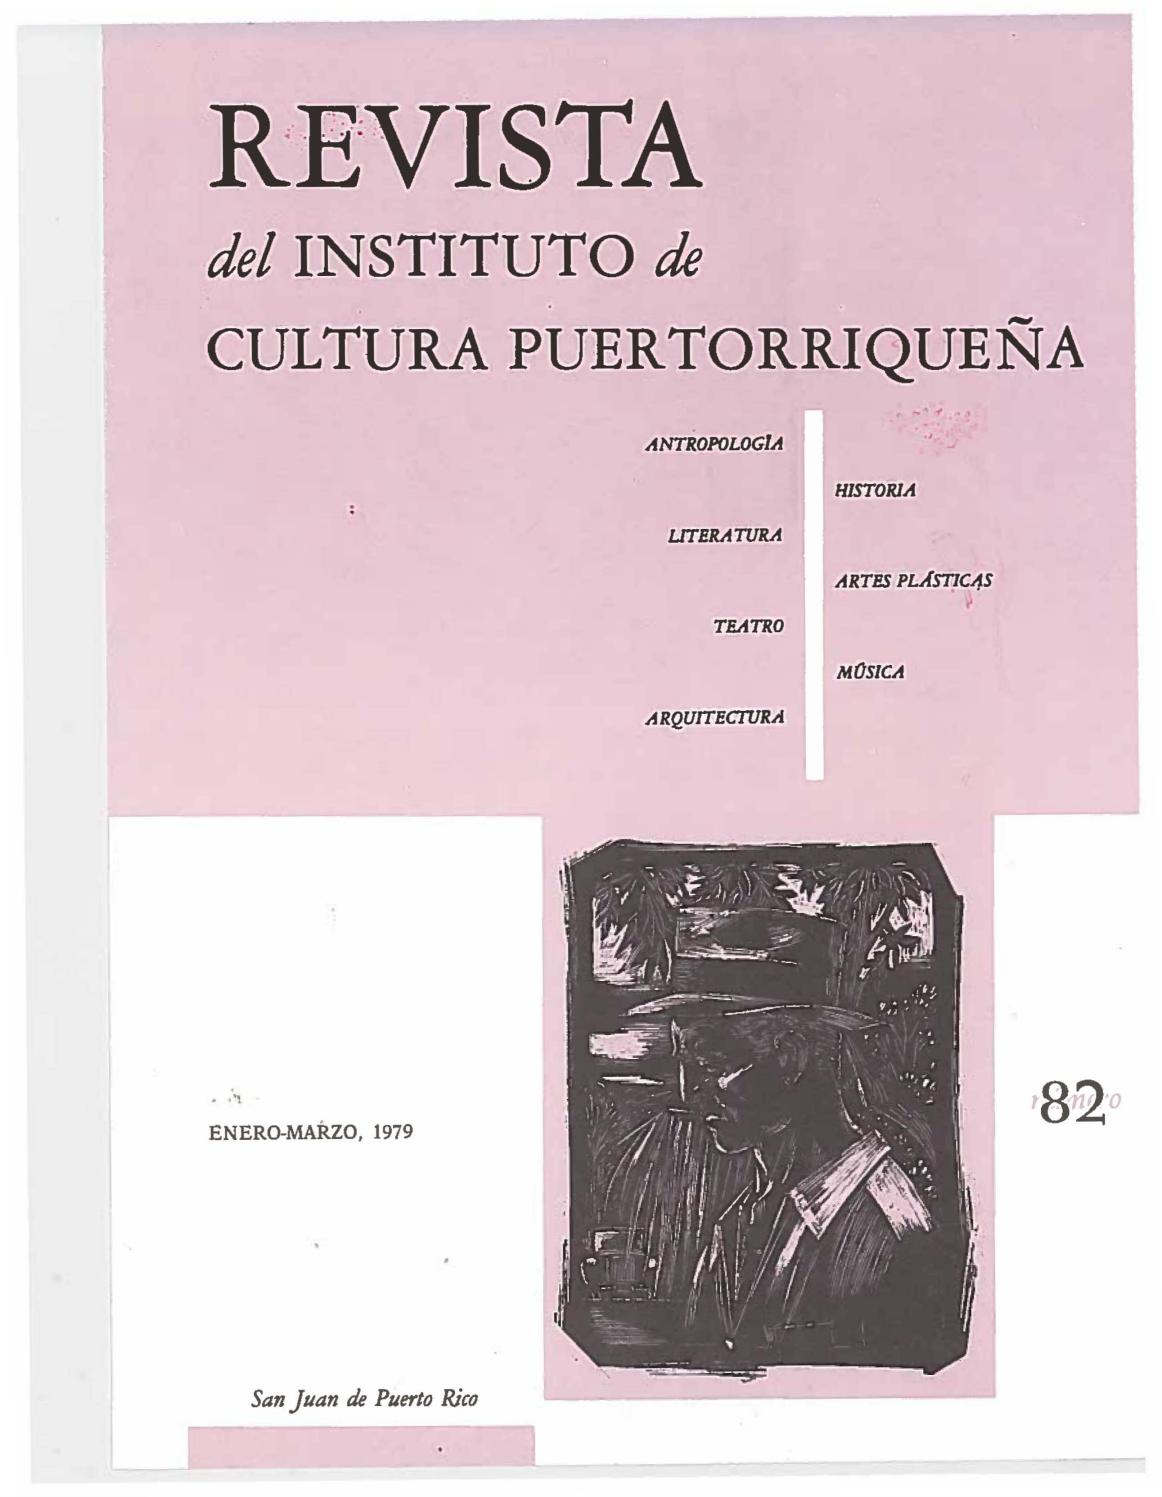 REVISTA
del INSTITUTO de
CULTURA PUERTORRIQUEÑA
ANTROPOLOGÍA
HISTORIA
LITERATURA
ARTES PLÁSTICAS
TEATRO
MÚSICA
ARQUITECTURA
ENERO-MARZO, 1979
número
82
San Juan de Puerto Rico